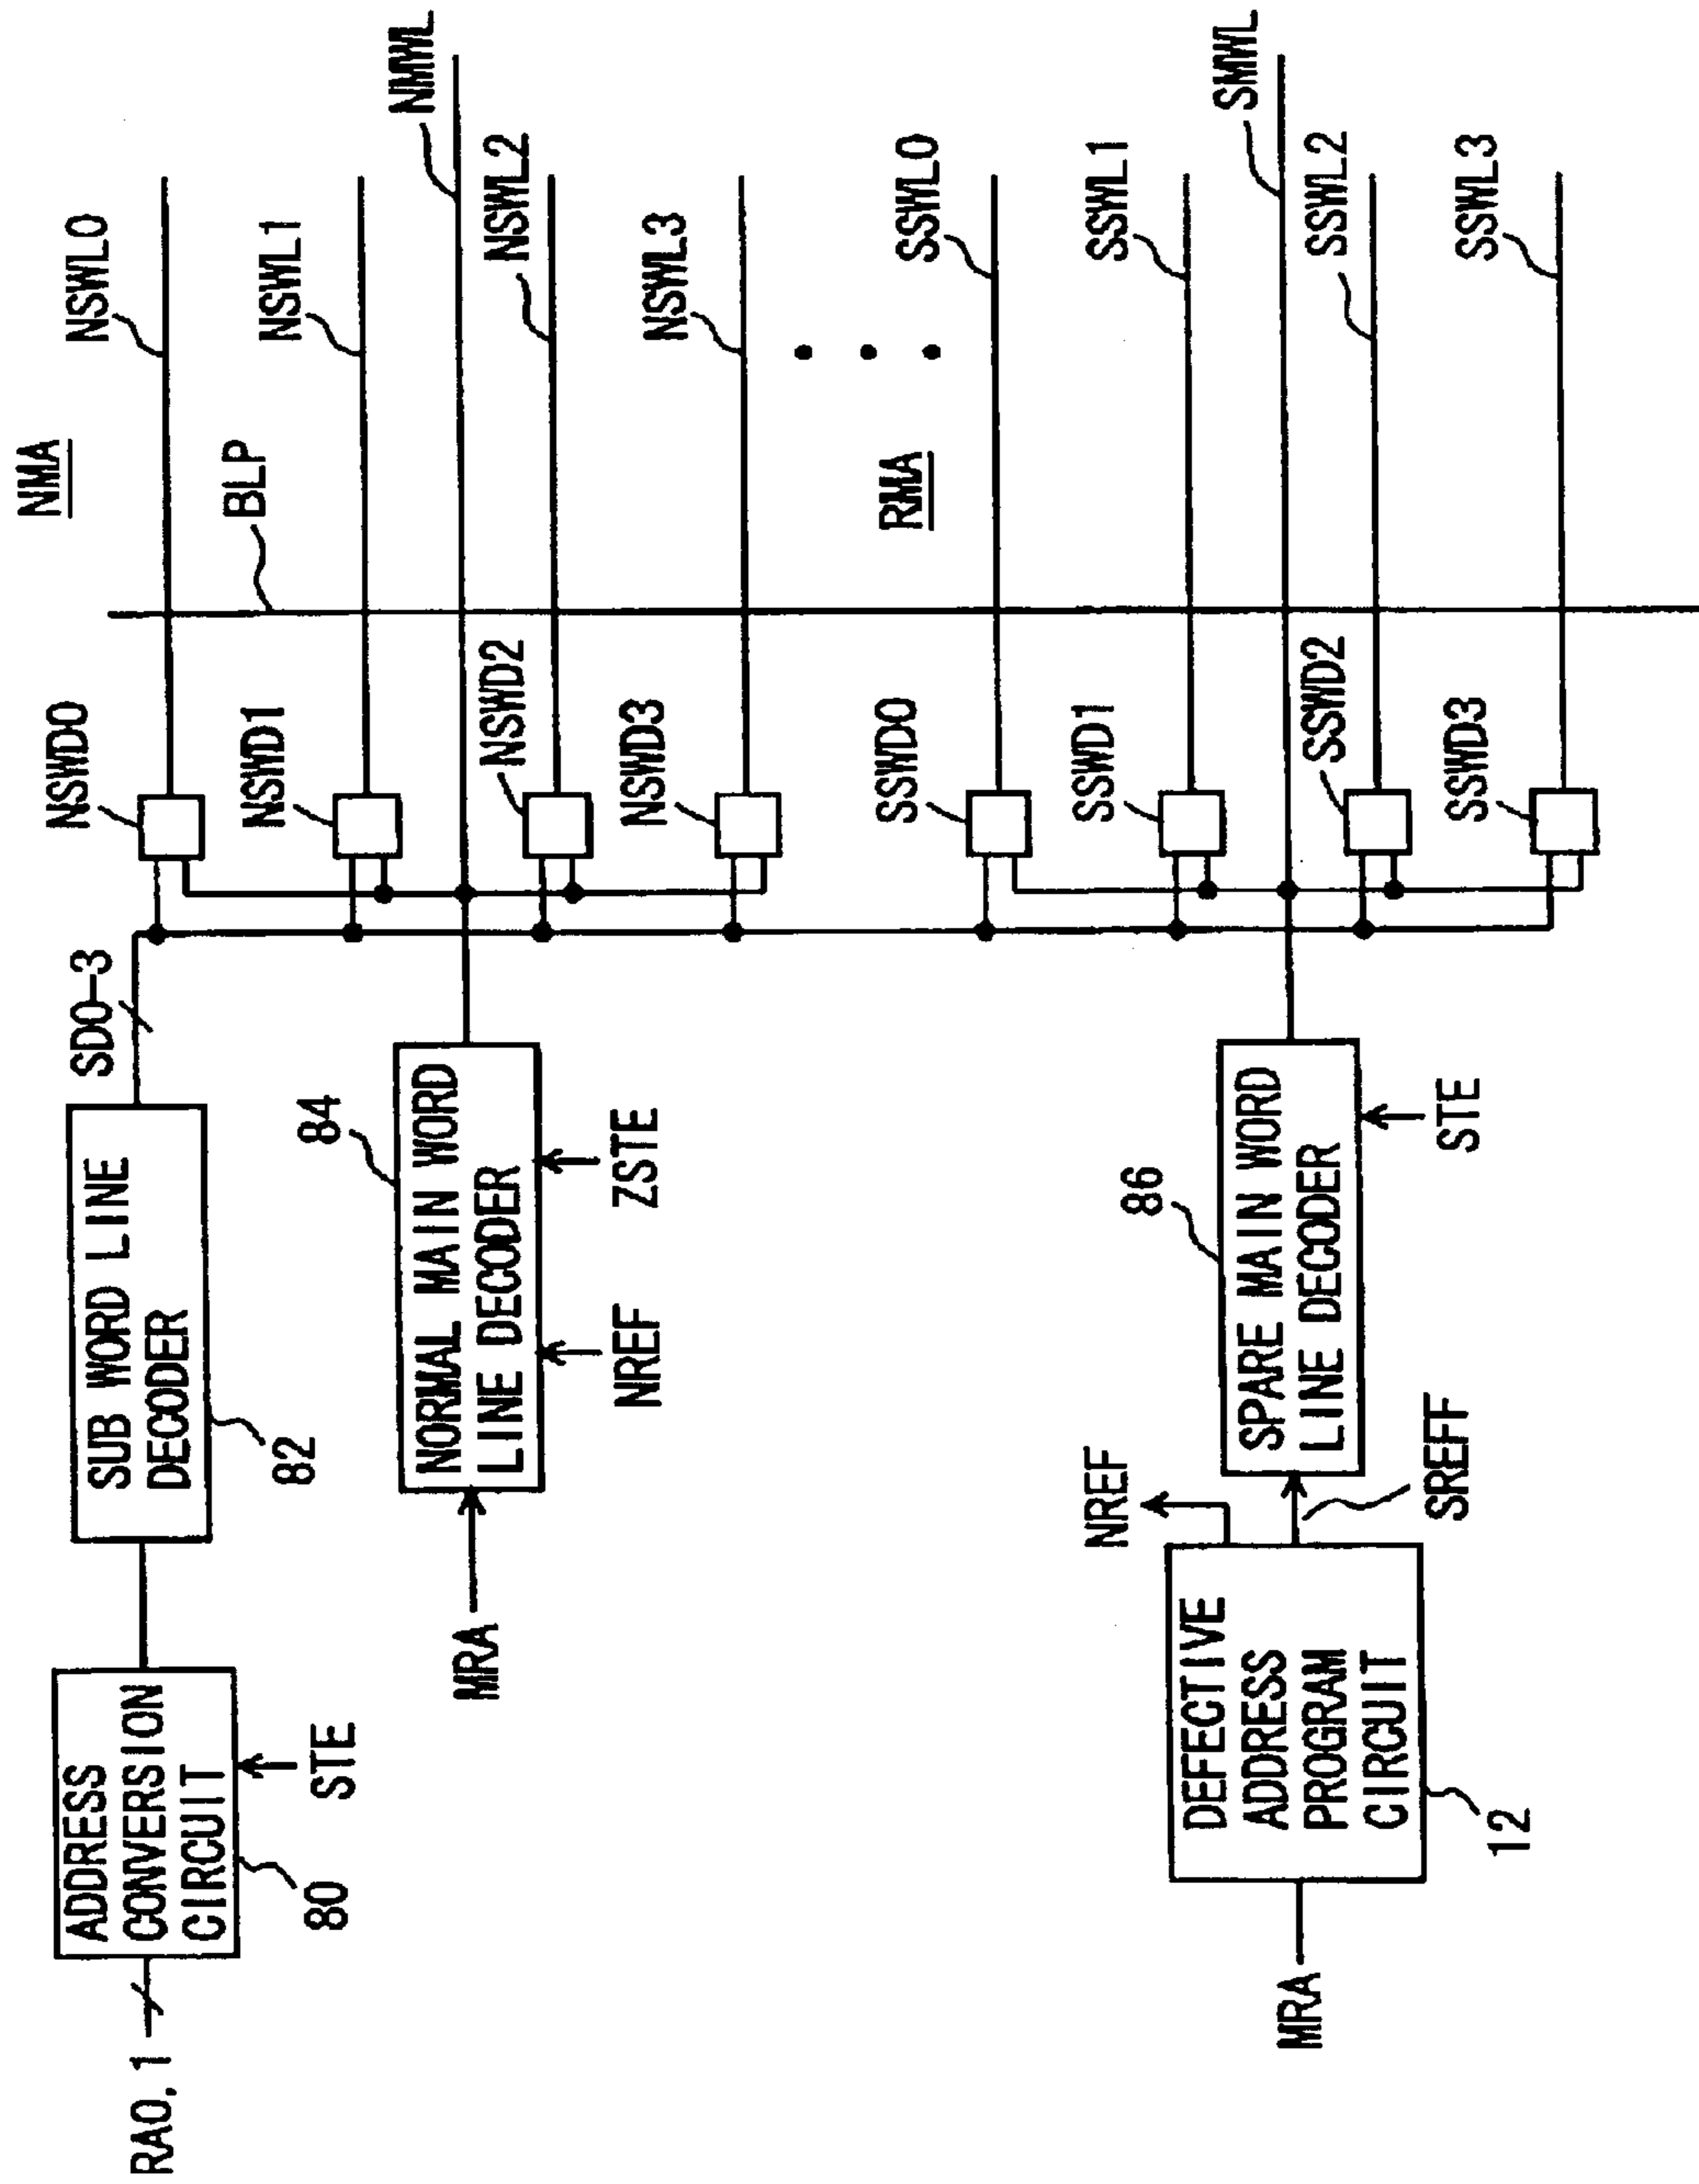 RA0, 1
ADDRESS
CONVERSION
CIRCUIT
80
STE
SUB WORD LINE
DECODER
82
SD0-3
MRA
NORMAL MAIN WORD
LINE DECODER
84
NREF
ZSTE
MRA
DEFECTIVE
ADDRESS
PROGRAM
CIRCUIT
12
NREF
SREFF
SPARE MAIN WORD
LINE DECODER
86
STE
NSWD0
NSWD1
NSWD2
NSWD3
SSWD0
SSWD1
SSWD2
SSWD3
BLP
NMA
RMA
NSWL0
NSWL1
NMWL
NSWL2
NSWL3
SSWL0
SSWL1
SMWL
SSWL2
SSWL3